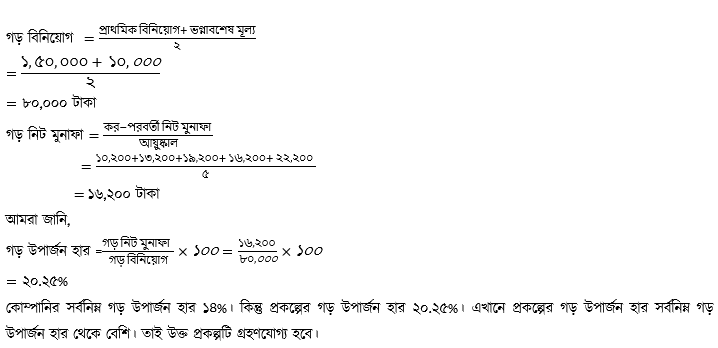 গড় বিনিয়োগ = প্রাথমিক বিনিয়োগ+ ভগ্নাবশেষ মূল্য / ২
= ১,৫০,০০০ + ১০,০০০ / ২
= ৮০,০০০ টাকা
গড় নিট মুনাফা = কর−পরবর্তী নিট মুনাফা / আয়ুষ্কাল
= ১০,২০০+১৩,২০০+১৯,২০০+ ১৬,২০০+ ২২,২০০ / ৫
= ১৬,২০০ টাকা
আমরা জানি,
গড় উপার্জন হার = গড় নিট মুনাফা / গড় বিনিয়োগ × ১০০ = ১৬,২০০ / ৮০,০০০ × ১০০
= ২০.২৫%
কোম্পানির সর্বনিম্ন গড় উপার্জন হার ১৪%। কিন্তু প্রকল্পের গড় উপার্জন হার ২০.২৫%। এখানে প্রকল্পের গড় উপার্জন হার সর্বনিম্ন গড়
উপার্জন হার থেকে বেশি। তাই উক্ত প্রকল্পটি গ্রহণযোগ্য হবে।